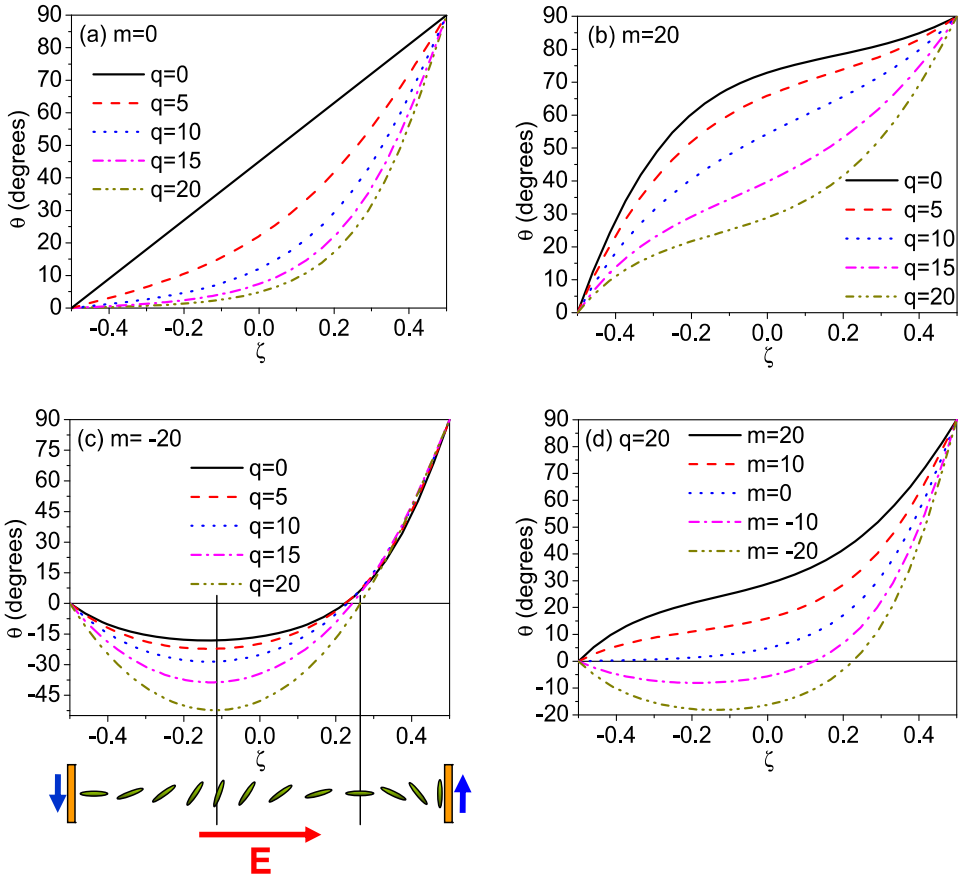 (a) m=0
q=0
q=5
q=10
q=15
q=20
θ (degrees)
90
80
70
60
50
40
30
20
10
0
-0.4 -0.2 0.0 0.2 0.4
ζ
(b) m=20
q=0
q=5
q=10
q=15
q=20
θ (degrees)
90
80
70
60
50
40
30
20
10
0
-0.4 -0.2 0.0 0.2 0.4
ζ
(c) m= -20
q=0
q=5
q=10
q=15
q=20
θ (degrees)
90
75
60
45
30
15
0
-15
-30
-45
-0.4 -0.2 0.0 0.2 0.4
ζ
E
(d) q=20
m=20
m=10
m=0
m= -10
m= -20
θ (degrees)
90
80
70
60
50
40
30
20
10
0
-10
-20
-0.4 -0.2 0.0 0.2 0.4
ζ